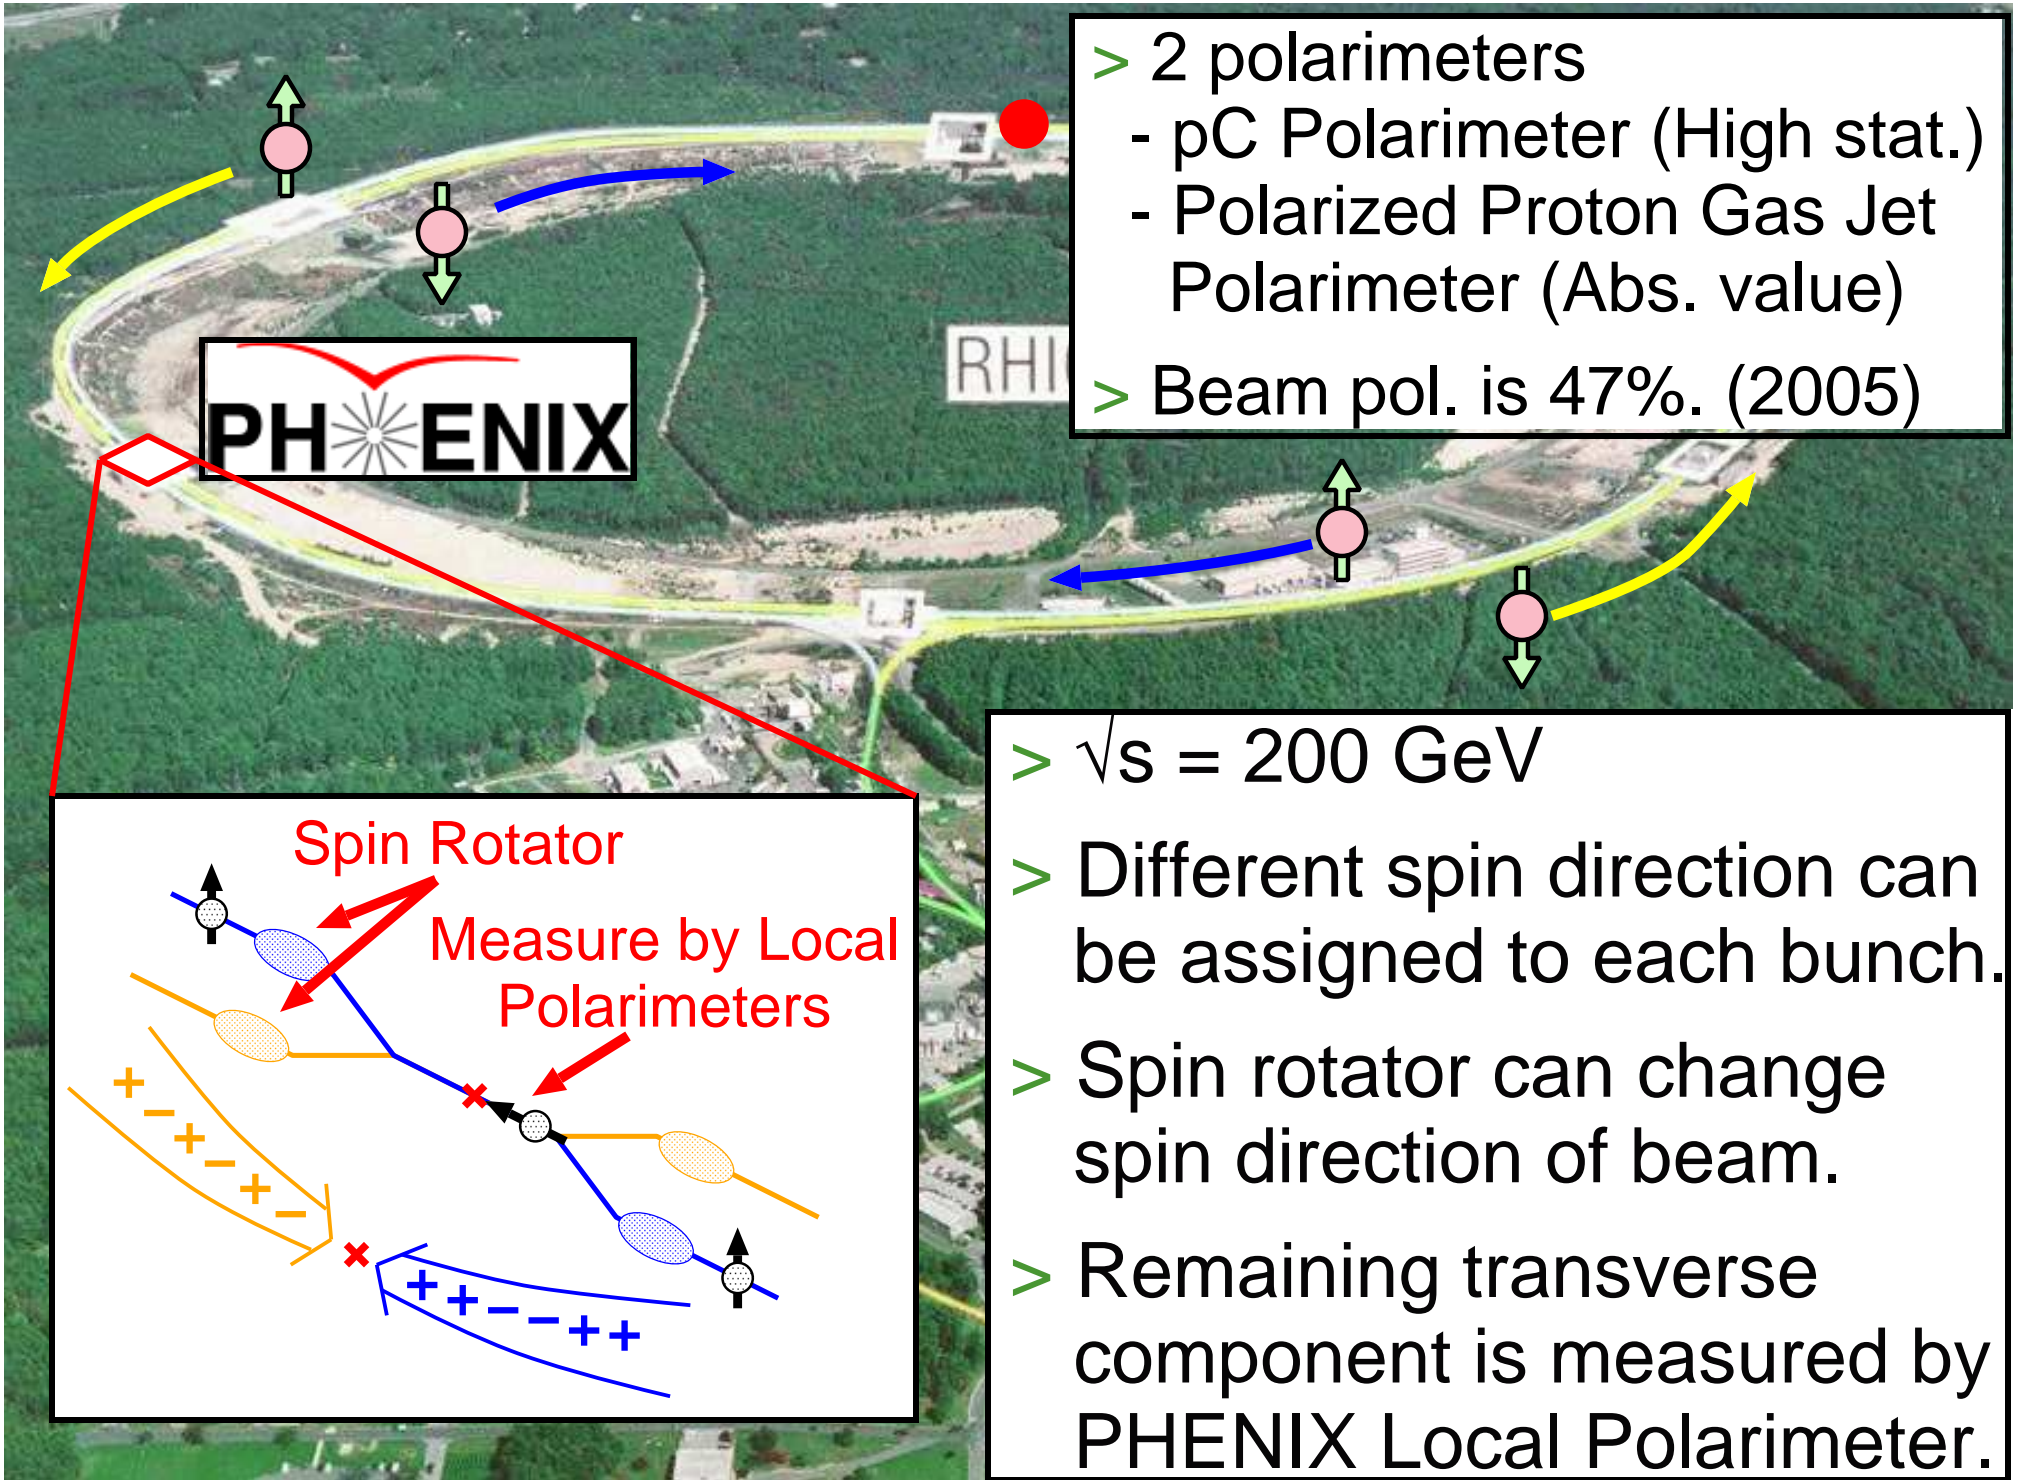 > 2 polarimeters
- pC Polarimeter (High stat.)
- Polarized Proton Gas Jet
Polarimeter (Abs. value)
> Beam pol. is 47%. (2005)
RHI
PHENIX
> √s = 200 GeV
> Different spin direction can
be assigned to each bunch.
> Spin rotator can change
spin direction of beam.
> Remaining transverse
component is measured by
PHENIX Local Polarimeter.
Spin Rotator
Measure by Local
Polarimeters
+ − + − + −
+ + − − + +